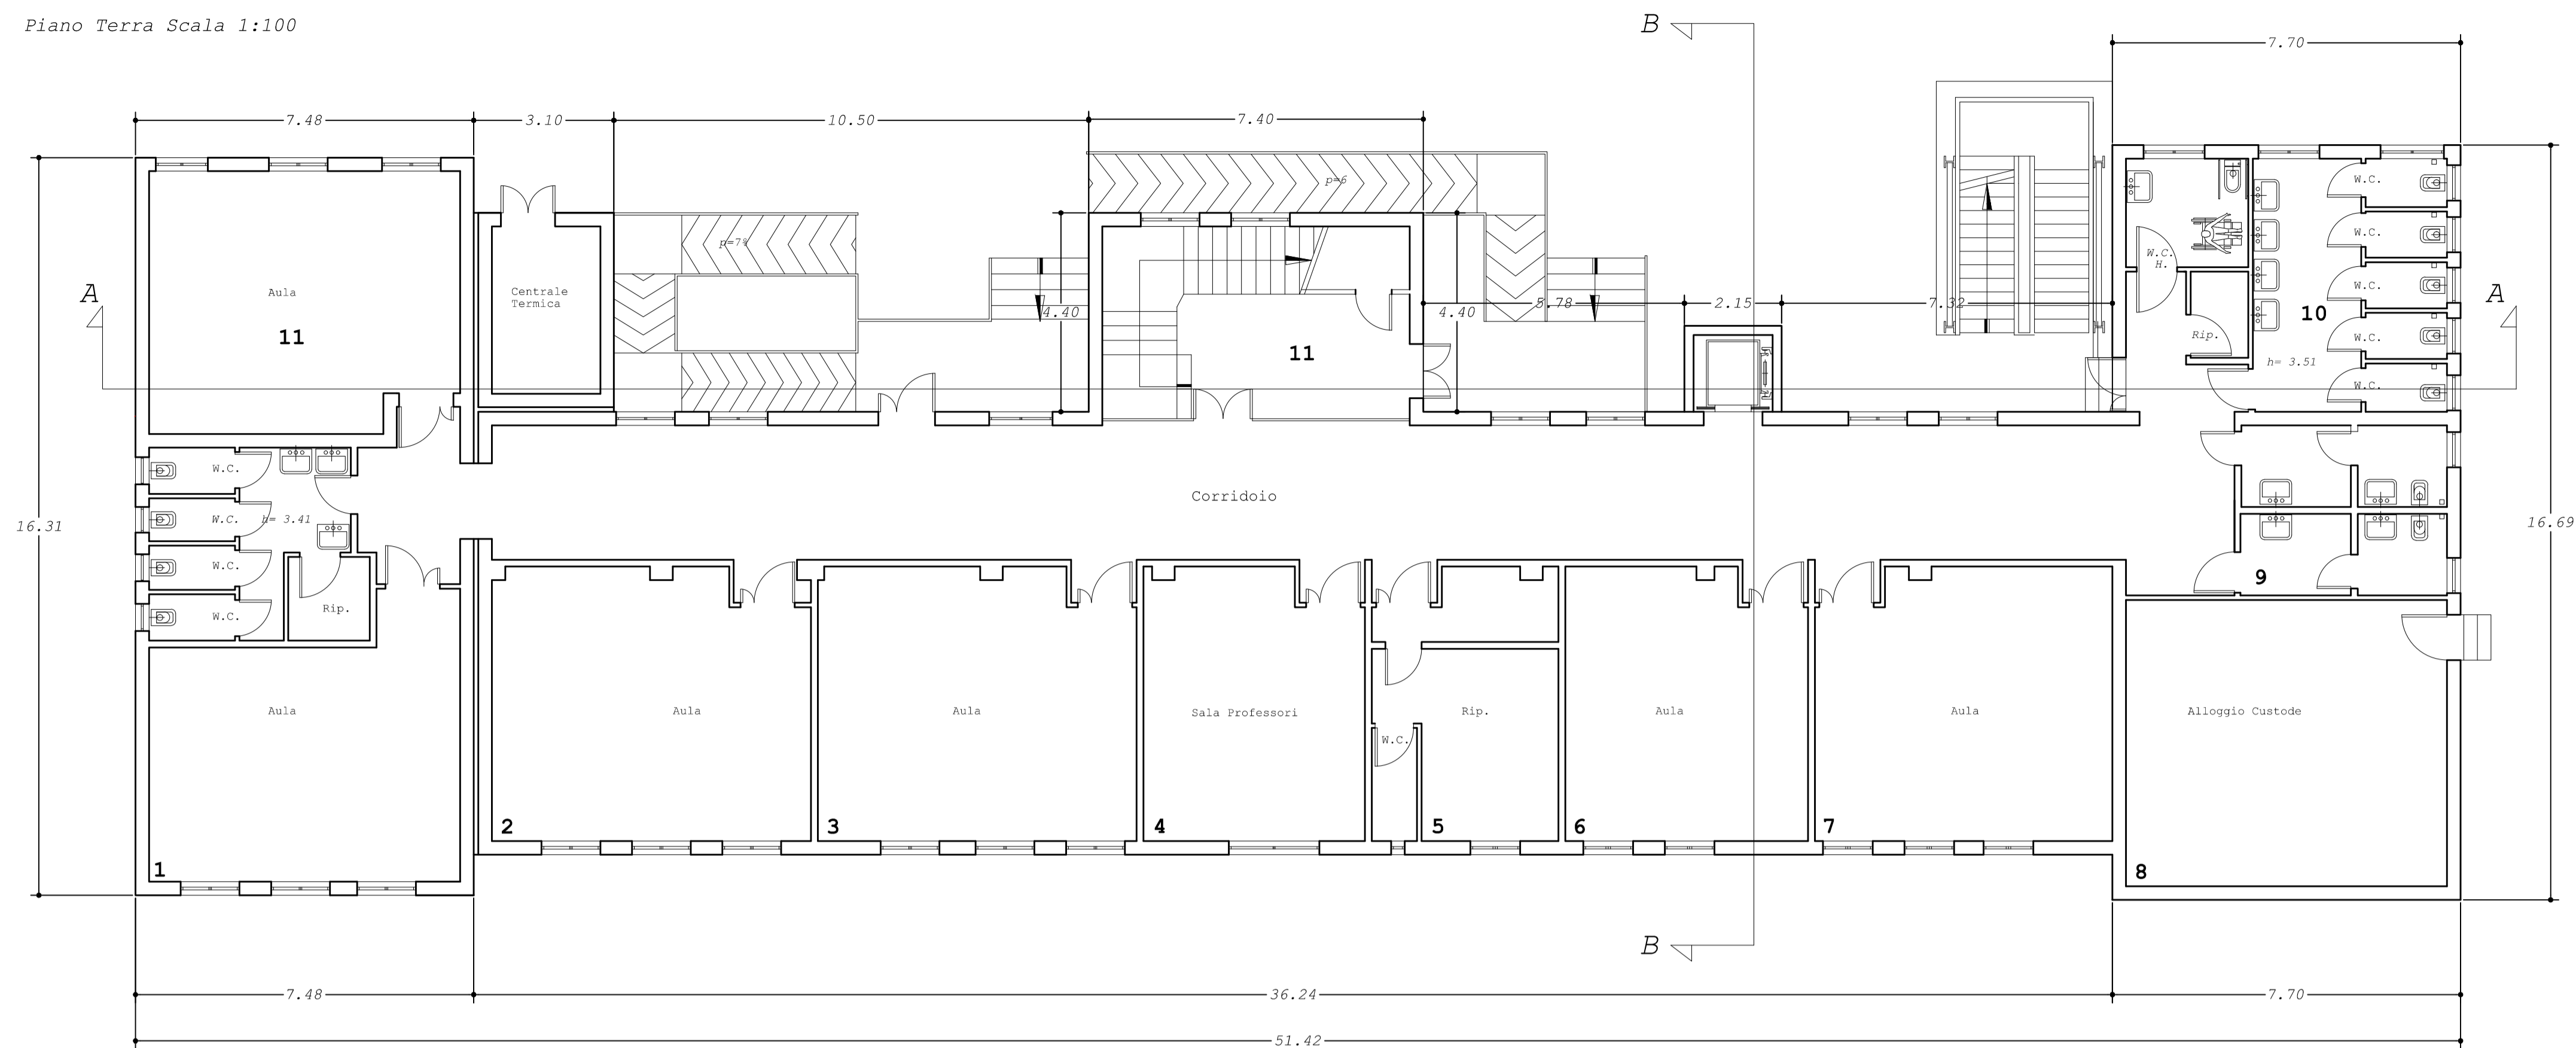 Piano Terra Scala 1:100
B
7.70
7.48
3.10
10.50
7.40
p=6
W.C.
W.C.
W.C.
H.
p=7%
A
Aula
Centrale
Termica
W.C.
A
11
4.40
4.40
5.78
2.15
7.32
10
Rip.
W.C.
11
h= 3.51
W.C.
W.C.
Corridoio
16.31
W.C.
h= 3.41
16.69
W.C.
9
Rip.
W.C.
Aula
Aula
Aula
Sala Professori
Rip.
Aula
Aula
Alloggio Custode
W.C.
2
3
4
5
6
7
1
8
B
7.48
36.24
7.70
51.42